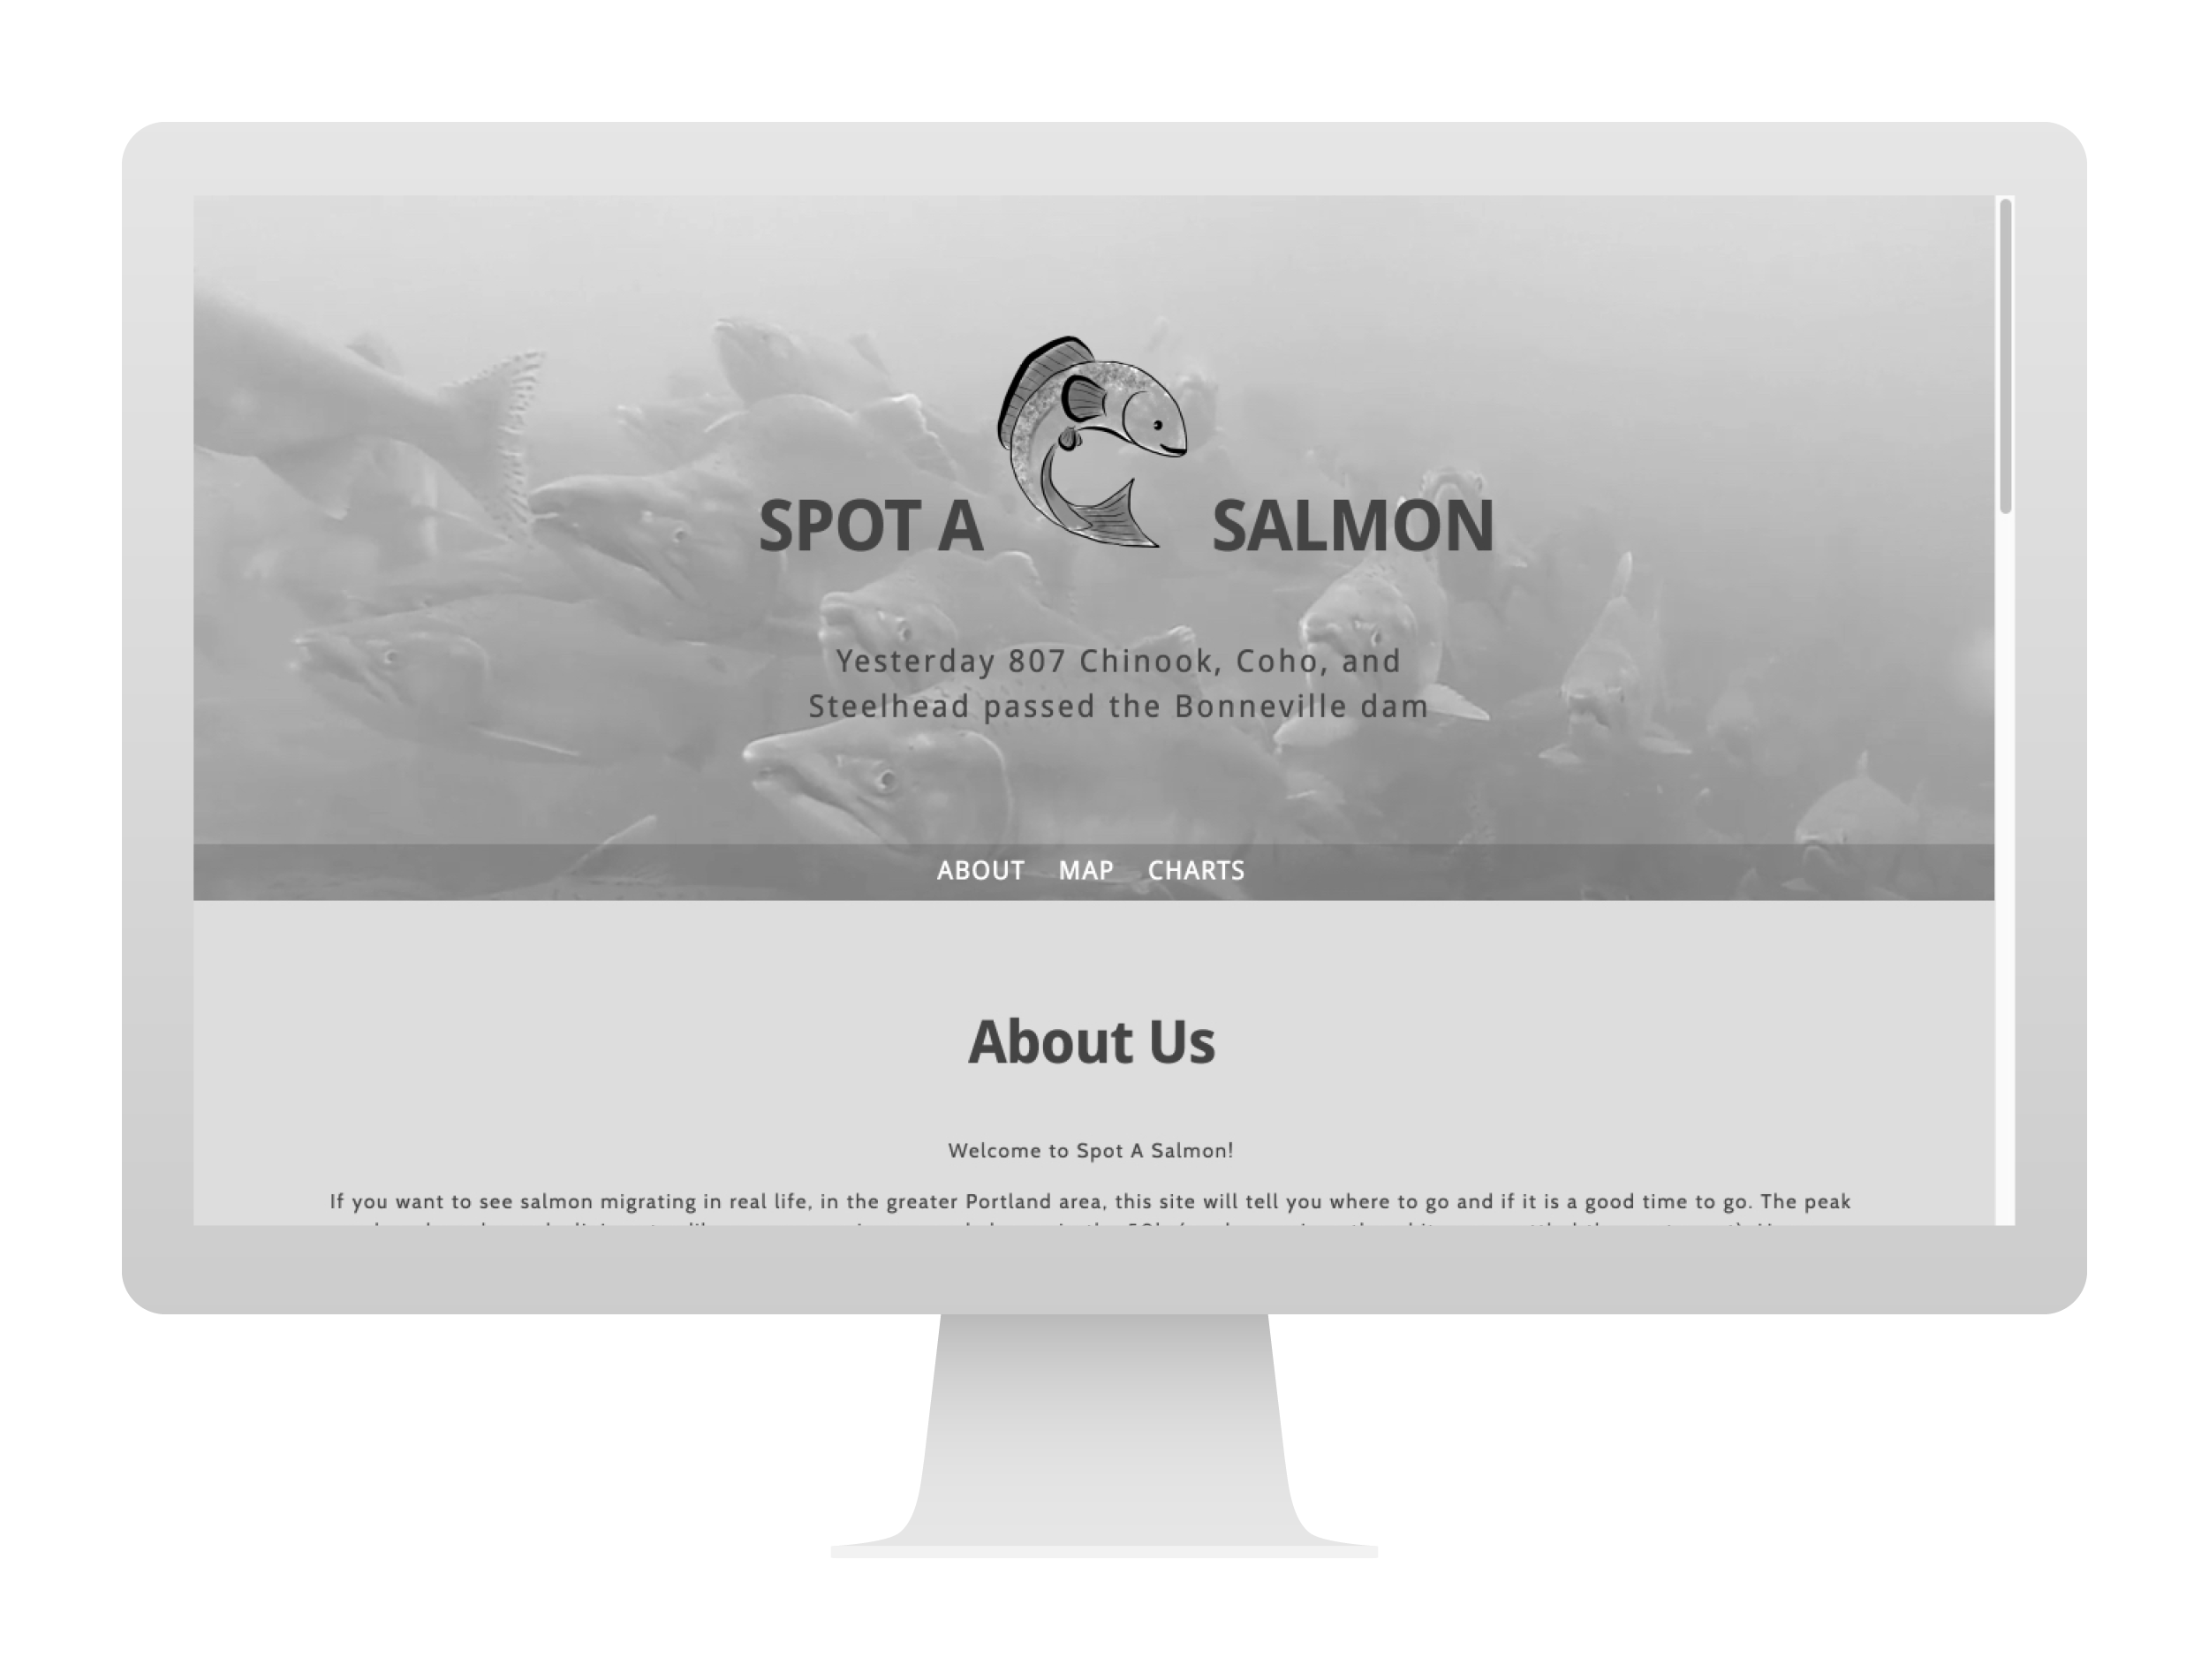 SPOT A SALMON
Yesterday 807 Chinook, Coho, and
Steelhead passed the Bonneville dam
ABOUT MAP CHARTS
About Us
Welcome to Spot A Salmon!
If you want to see salmon migrating in real life, in the greater Portland area, this site will tell you where to go and if it is a good time to go. The peak